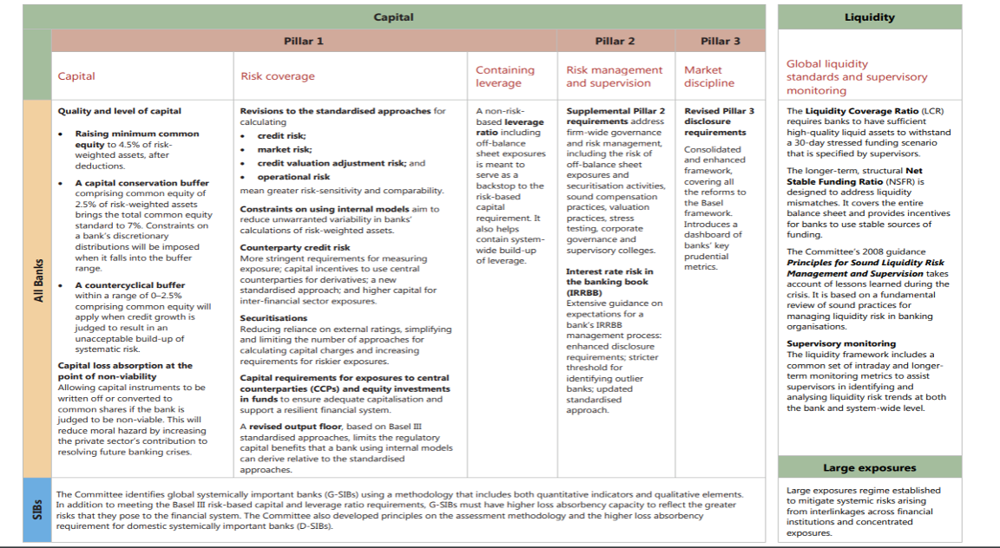 Capital
Pillar 1
Pillar 2
Pillar 3
Capital
Risk coverage
Containing
leverage
Risk management
and supervision
Market
discipline
All Banks
Quality and level of capital
• Raising minimum common
equity to 4.5% of risk-
weighted assets, after
deductions.
• A capital conservation buffer
comprising common equity of
2.5% of risk-weighted assets
brings the total common equity
standard to 7%. Constraints on
a bank's discretionary
distributions will be imposed
when it falls into the buffer
range.
• A countercyclical buffer
within a range of 0–2.5%
comprising common equity will
apply when credit growth is
judged to result in an
unacceptable build-up of
systematic risk.
Capital loss absorption at the
point of non-viability
Allowing capital instruments to be
written off or converted to
common shares if the bank is
judged to be non-viable. This will
reduce moral hazard by increasing
the private sector's contribution to
resolving future banking crises.
Revisions to the standardised approaches for
calculating
• credit risk;
• market risk;
• credit valuation adjustment risk; and
• operational risk
mean greater risk-sensitivity and comparability.
Constraints on using internal models aim to
reduce unwarranted variability in banks'
calculations of risk-weighted assets.
Counterparty credit risk
More stringent requirements for measuring
exposure; capital incentives to use central
counterparties for derivatives; a new
standardised approach; and higher capital for
inter-financial sector exposures.
Securitisations
Reducing reliance on external ratings, simplifying
and limiting the number of approaches for
calculating capital charges and increasing
requirements for riskier exposures.
Capital requirements for exposures to central
counterparties (CCPs) and equity investments
in funds to ensure adequate capitalisation and
support a resilient financial system.
A revised output floor, based on Basel III
standardised approaches, limits the regulatory
capital benefits that a bank using internal models
can derive relative to the standardised
approaches.
A non-risk-
based leverage
ratio including
off-balance
sheet exposures
is meant to
serve as a
backstop to the
risk-based
capital
requirement. It
also helps
contain system-
wide build-up
of leverage.
Supplemental Pillar 2
requirements address
firm-wide governance
and risk management,
including the risk of
off-balance sheet
exposures and
securitisation activities,
sound compensation
practices, valuation
practices, stress
testing, corporate
governance and
supervisory colleges.
Interest rate risk in
the banking book
(IRRBB)
Extensive guidance on
expectations for a
bank's IRRBB
management process:
enhanced disclosure
requirements; stricter
threshold for
identifying outlier
banks; updated
standardised
approach.
Revised Pillar 3
disclosure
requirements
Consolidated
and enhanced
framework,
covering all
the reforms to
the Basel
framework.
Introduces a
dashboard of
banks' key
prudential
metrics.
SIBs
The Committee identifies global systemically important banks (G-SIBs) using a methodology that includes both quantitative indicators and qualitative elements.
In addition to meeting the Basel III risk-based capital and leverage ratio requirements, G-SIBs must have higher loss absorbency capacity to reflect the greater
risks that they pose to the financial system. The Committee also developed principles on the assessment methodology and the higher loss absorbency
requirement for domestic systemically important banks (D-SIBs).
Liquidity
Global liquidity
standards and supervisory
monitoring
The Liquidity Coverage Ratio (LCR)
requires banks to have sufficient
high-quality liquid assets to withstand
a 30-day stressed funding scenario
that is specified by supervisors.
The longer-term, structural Net
Stable Funding Ratio (NSFR) is
designed to address liquidity
mismatches. It covers the entire
balance sheet and provides incentives
for banks to use stable sources of
funding.
The Committee's 2008 guidance
Principles for Sound Liquidity Risk
Management and Supervision takes
account of lessons learned during the
crisis. It is based on a fundamental
review of sound practices for
managing liquidity risk in banking
organisations.
Supervisory monitoring
The liquidity framework includes a
common set of intraday and longer-
term monitoring metrics to assist
supervisors in identifying and
analysing liquidity risk trends at both
the bank and system-wide level.
Large exposures
Large exposures regime established
to mitigate systemic risks arising
from interlinkages across financial
institutions and concentrated
exposures.